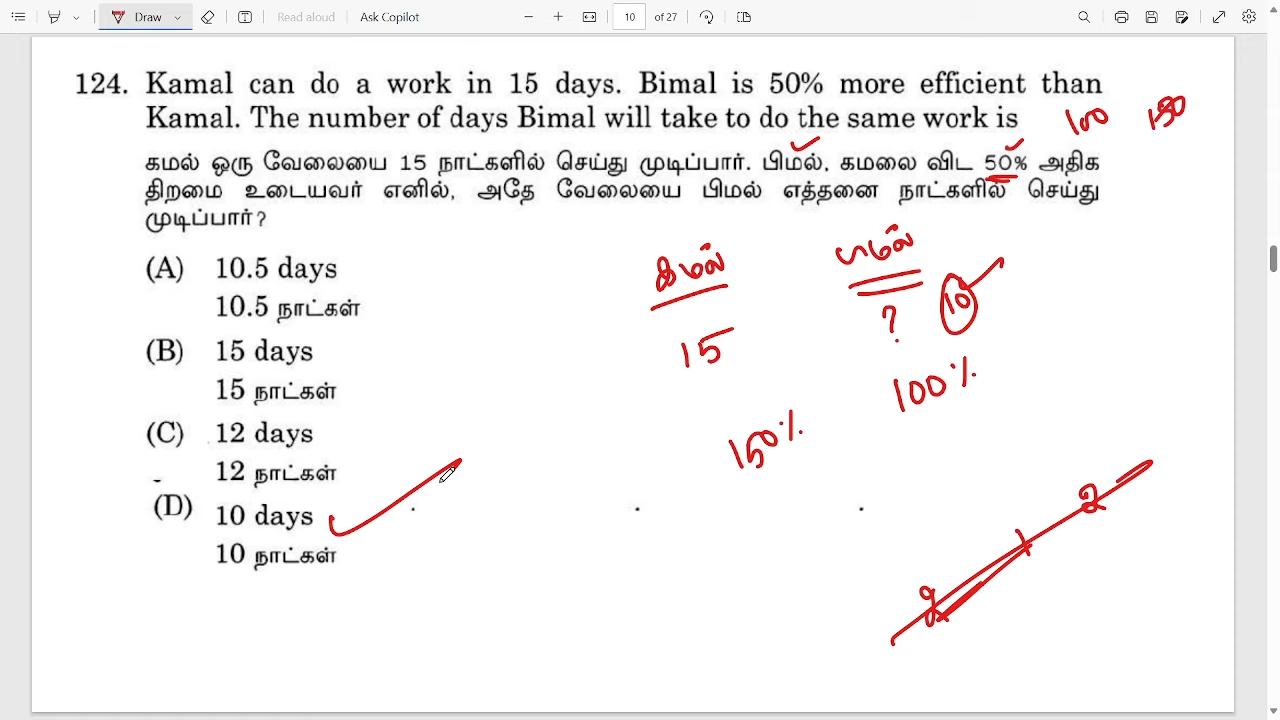 Draw
Read aloud
Ask Copilot
10 of 27
124. Kamal can do a work in 15 days. Bimal is 50% more efficient than
Kamal. The number of days Bimal will take to do the same work is
100 150
கமல் ஒரு வேலையை 15 நாட்களில் செய்து முடிப்பார். பிமல், கமலை விட 50% அதிக
திறமை உடையவர் எனில், அதே வேலையை பிமல் எத்தனை நாட்களில் செய்து
முடிப்பார்?
(A) 10.5 days
10.5 நாட்கள்
(B) 15 days
15 நாட்கள்
(C) 12 days
12 நாட்கள்
(D) 10 days
10 நாட்கள்
கமல் பிமல்
15 ? 10
150% 100%
1 2